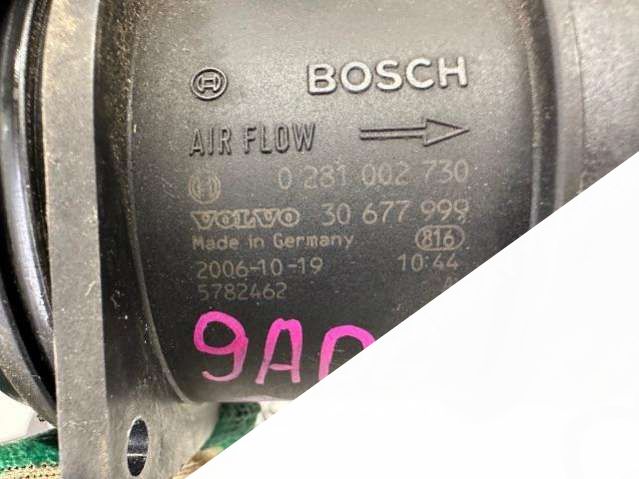 BOSCH
AIR FLOW
0 281 002 730
VOLVO 30 677 999
Made in Germany 816
2006-10-19 10:44
5782462